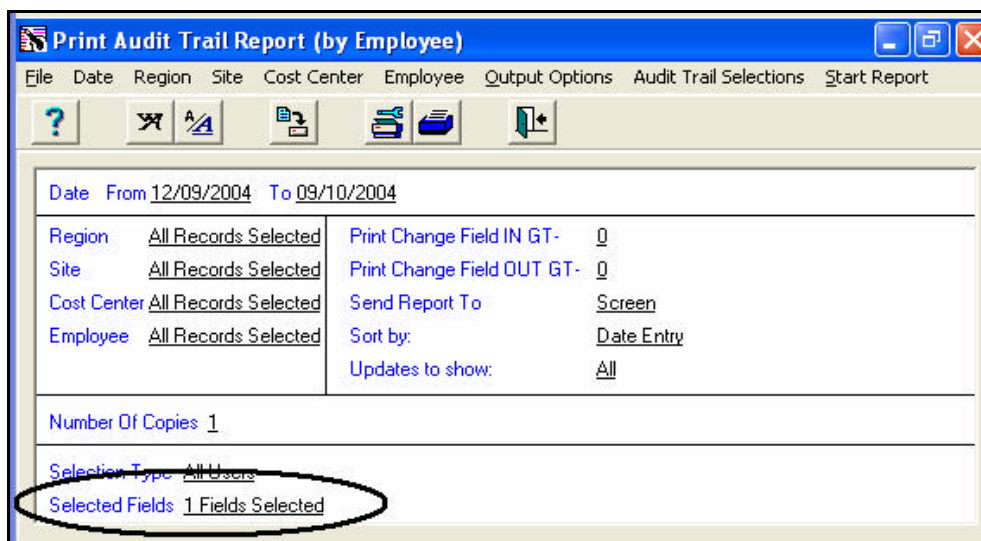 Print Audit Trail Report (by Employee)
File Date Region Site Cost Center Employee Output Options Audit Trail Selections Start Report
Date From 12/09/2004 To 09/10/2004
Region All Records Selected Print Change Field IN GT- 0
Site All Records Selected Print Change Field OUT GT- 0
Cost Center All Records Selected Send Report To Screen
Employee All Records Selected Sort by: Date Entry
Updates to show: All
Number Of Copies 1
Selection Type All Users
Selected Fields 1 Fields Selected